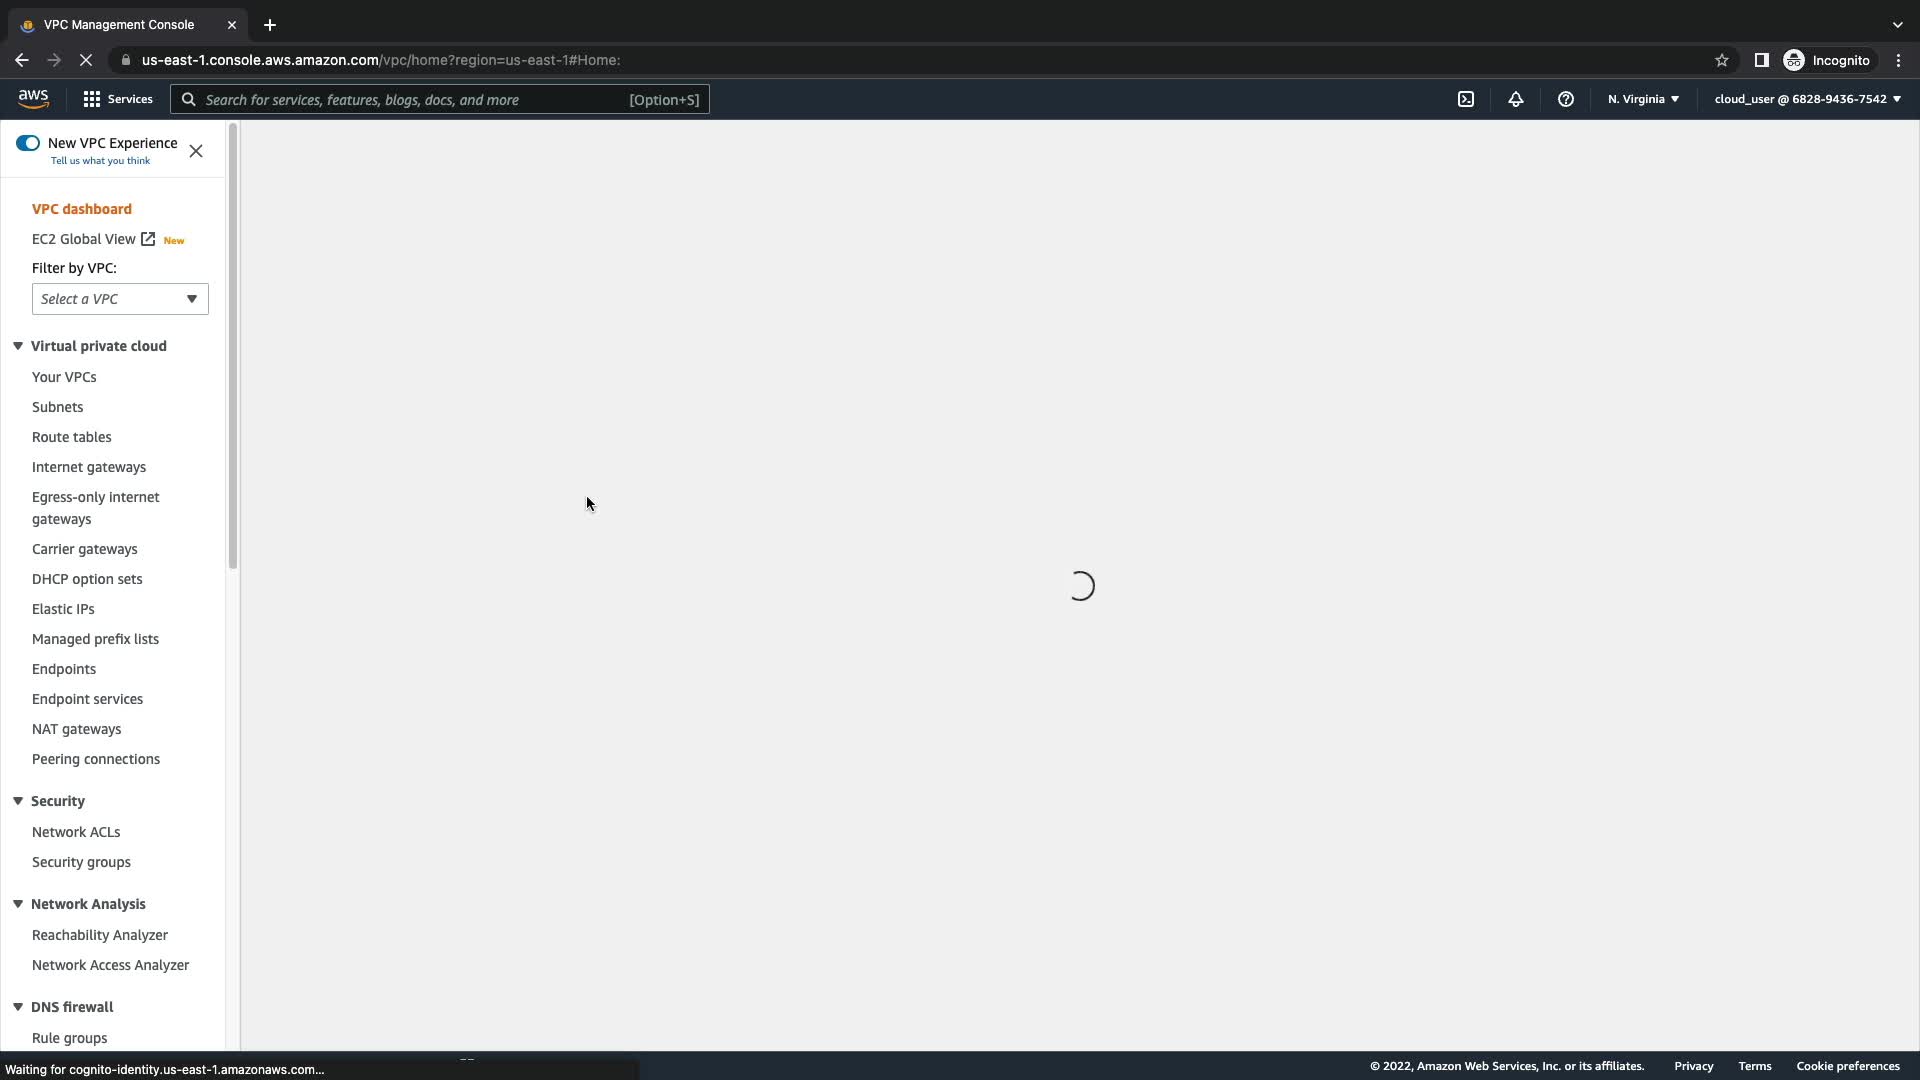 VPC Management Console
us-east-1.console.aws.amazon.com/vpc/home?region=us-east-1#Home:
Incognito
aws
Services
Search for services, features, blogs, docs, and more
[Option+S]
N. Virginia
cloud_user @ 6828-9436-7542
New VPC Experience
Tell us what you think
VPC dashboard
EC2 Global View
New
Filter by VPC:
Select a VPC
Virtual private cloud
Your VPCs
Subnets
Route tables
Internet gateways
Egress-only internet
gateways
Carrier gateways
DHCP option sets
Elastic IPs
Managed prefix lists
Endpoints
Endpoint services
NAT gateways
Peering connections
Security
Network ACLs
Security groups
Network Analysis
Reachability Analyzer
Network Access Analyzer
DNS firewall
Rule groups
Waiting for cognito-identity.us-east-1.amazonaws.com...
© 2022, Amazon Web Services, Inc. or its affiliates.
Privacy
Terms
Cookie preferences